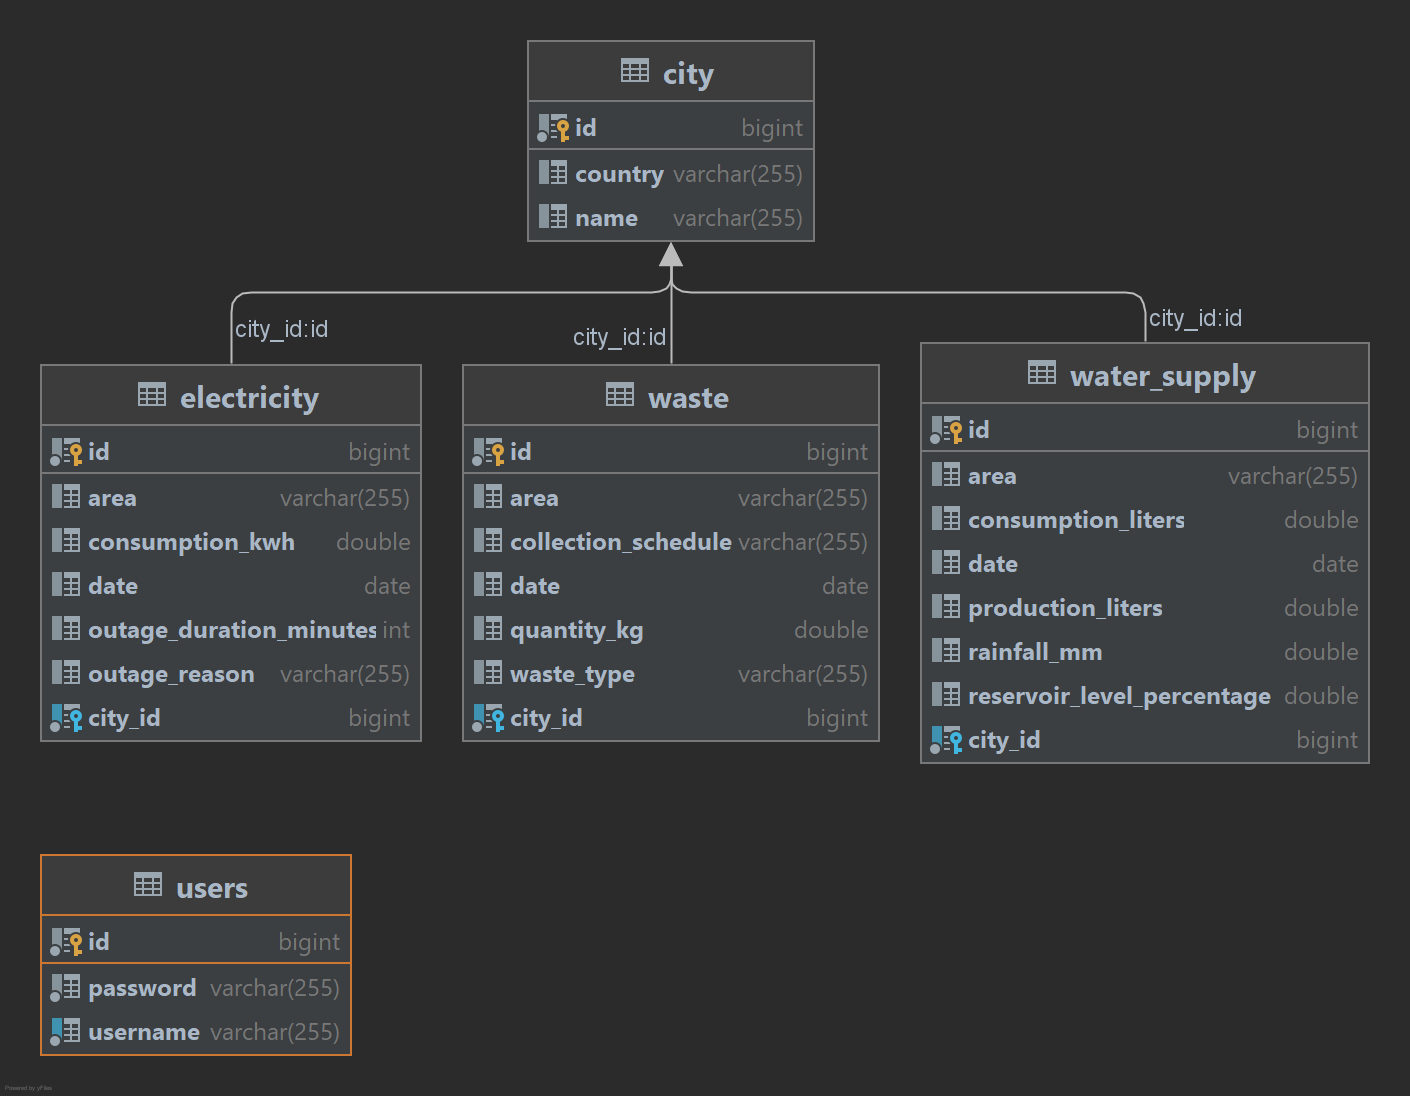 city
id bigint
country varchar(255)
name varchar(255)
city_id:id
city_id:id
city_id:id
electricity
id bigint
area varchar(255)
consumption_kwh double
date date
outage_duration_minutes int
outage_reason varchar(255)
city_id bigint
waste
id bigint
area varchar(255)
collection_schedule varchar(255)
date date
quantity_kg double
waste_type varchar(255)
city_id bigint
water_supply
id bigint
area varchar(255)
consumption_liters double
date date
production_liters double
rainfall_mm double
reservoir_level_percentage double
city_id bigint
users
id bigint
password varchar(255)
username varchar(255)
Powered by yFiles